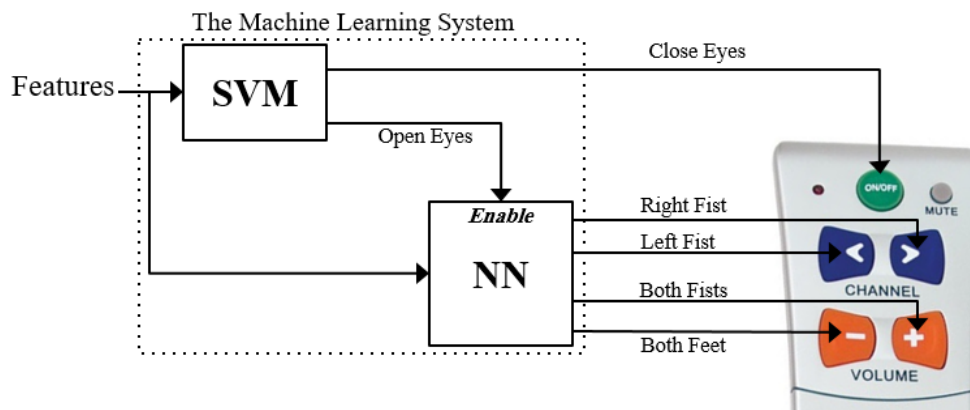 The Machine Learning System
Features
SVM
Close Eyes
Open Eyes
Enable
NN
Right Fist
Left Fist
Both Fists
Both Feet
ON/OFF
MUTE
< >
CHANNEL
- +
VOLUME